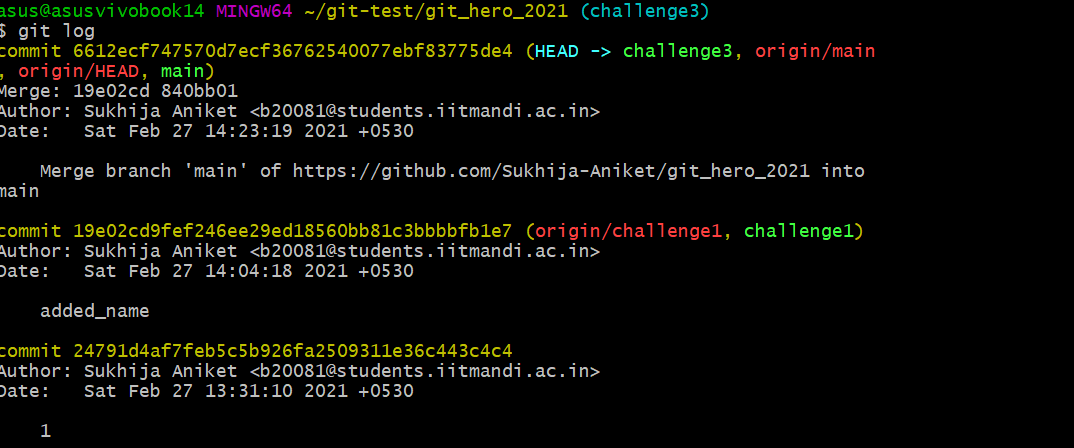 asus@asusvivobook14 MINGW64 ~/git-test/git_hero_2021 (challenge3)
$ git log
commit 6612ecf747570d7ecf36762540077ebf83775de4 (HEAD -> challenge3, origin/main
, origin/HEAD, main)
Merge: 19e02cd 840bb01
Author: Sukhija Aniket <b20081@students.iitmandi.ac.in>
Date:   Sat Feb 27 14:23:19 2021 +0530

    Merge branch 'main' of https://github.com/Sukhija-Aniket/git_hero_2021 into
main

commit 19e02cd9fef246ee29ed18560bb81c3bbbbfb1e7 (origin/challenge1, challenge1)
Author: Sukhija Aniket <b20081@students.iitmandi.ac.in>
Date:   Sat Feb 27 14:04:18 2021 +0530

    added_name

commit 24791d4af7feb5c5b926fa2509311e36c443c4c4
Author: Sukhija Aniket <b20081@students.iitmandi.ac.in>
Date:   Sat Feb 27 13:31:10 2021 +0530

    1